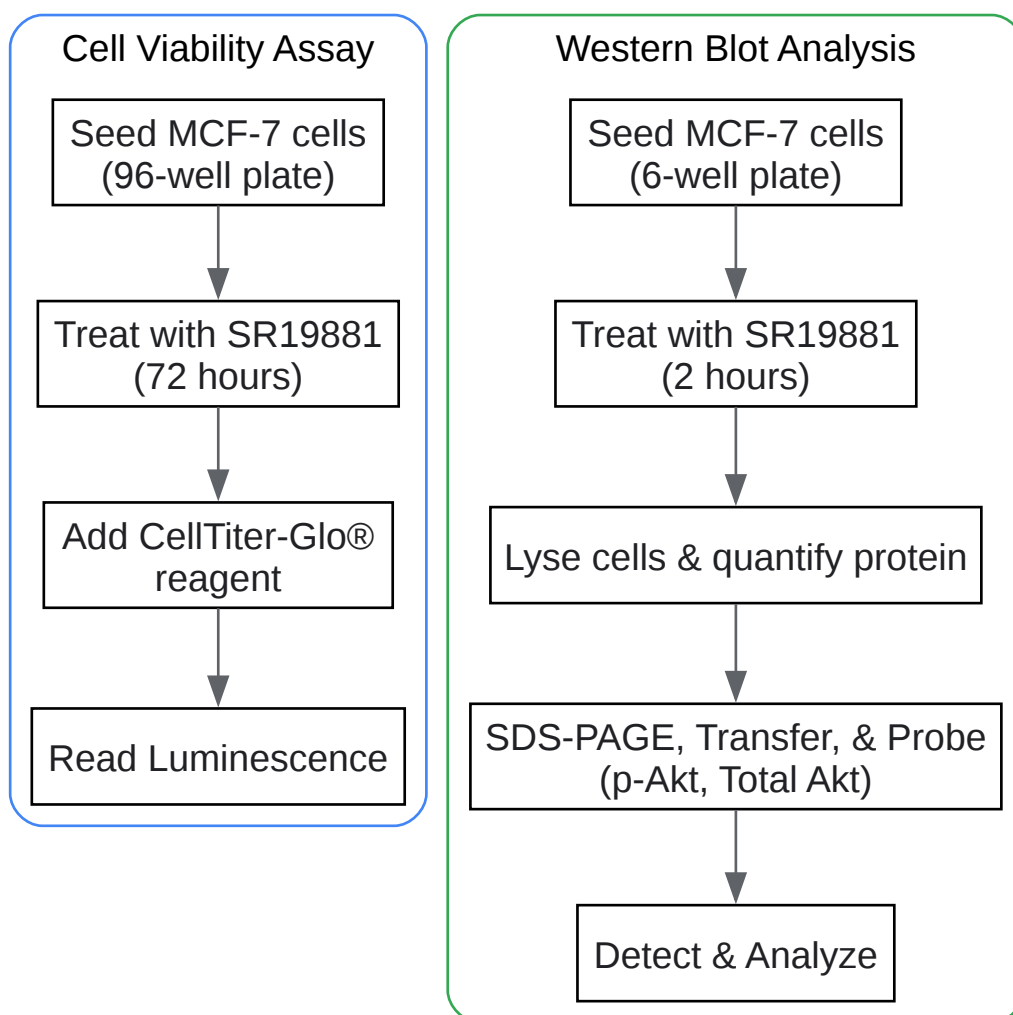 Cell Viability Assay
Seed MCF-7 cells
(96-well plate)
Treat with SR19881
(72 hours)
Add CellTiter-Glo®
reagent
Read Luminescence
Western Blot Analysis
Seed MCF-7 cells
(6-well plate)
Treat with SR19881
(2 hours)
Lyse cells & quantify protein
SDS-PAGE, Transfer, & Probe
(p-Akt, Total Akt)
Detect & Analyze